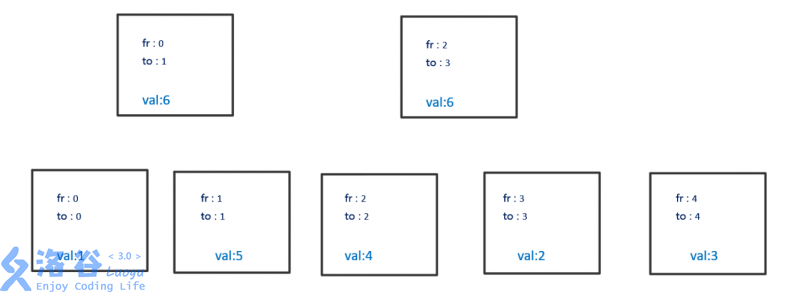 fr : 0
to : 1
val:6
fr : 2
to : 3
val:6
fr : 0
to : 0
val:1
fr : 1
to : 1
val:5
fr : 2
to : 2
val:4
fr : 3
to : 3
val:2
fr : 4
to : 4
val:3
洛谷 < 3.0 >
Luogu
Enjoy Coding Life